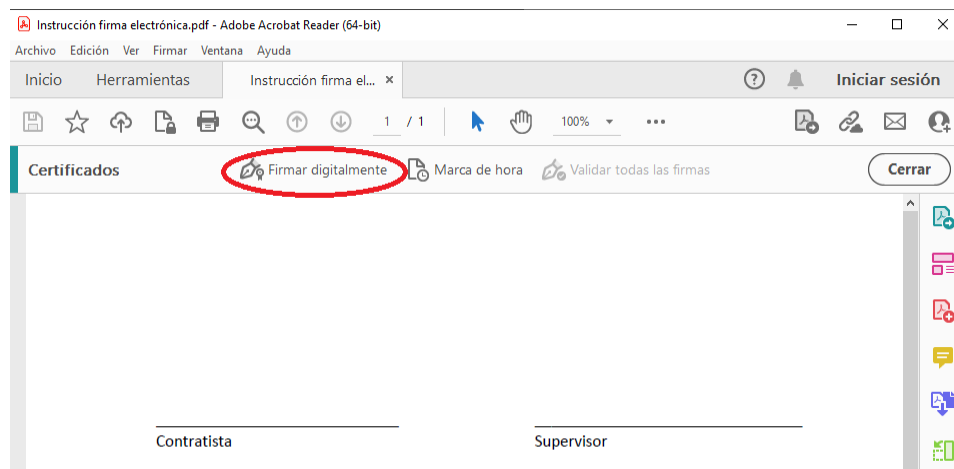 Instrucción firma electrónica.pdf - Adobe Acrobat Reader (64-bit)
Archivo Edición Ver Firmar Ventana Ayuda
Inicio Herramientas Instrucción firma el... × ? Iniciar sesión
1 / 1 100% •••
Certificados Firmar digitalmente Marca de hora Validar todas las firmas Cerrar
Contratista Supervisor